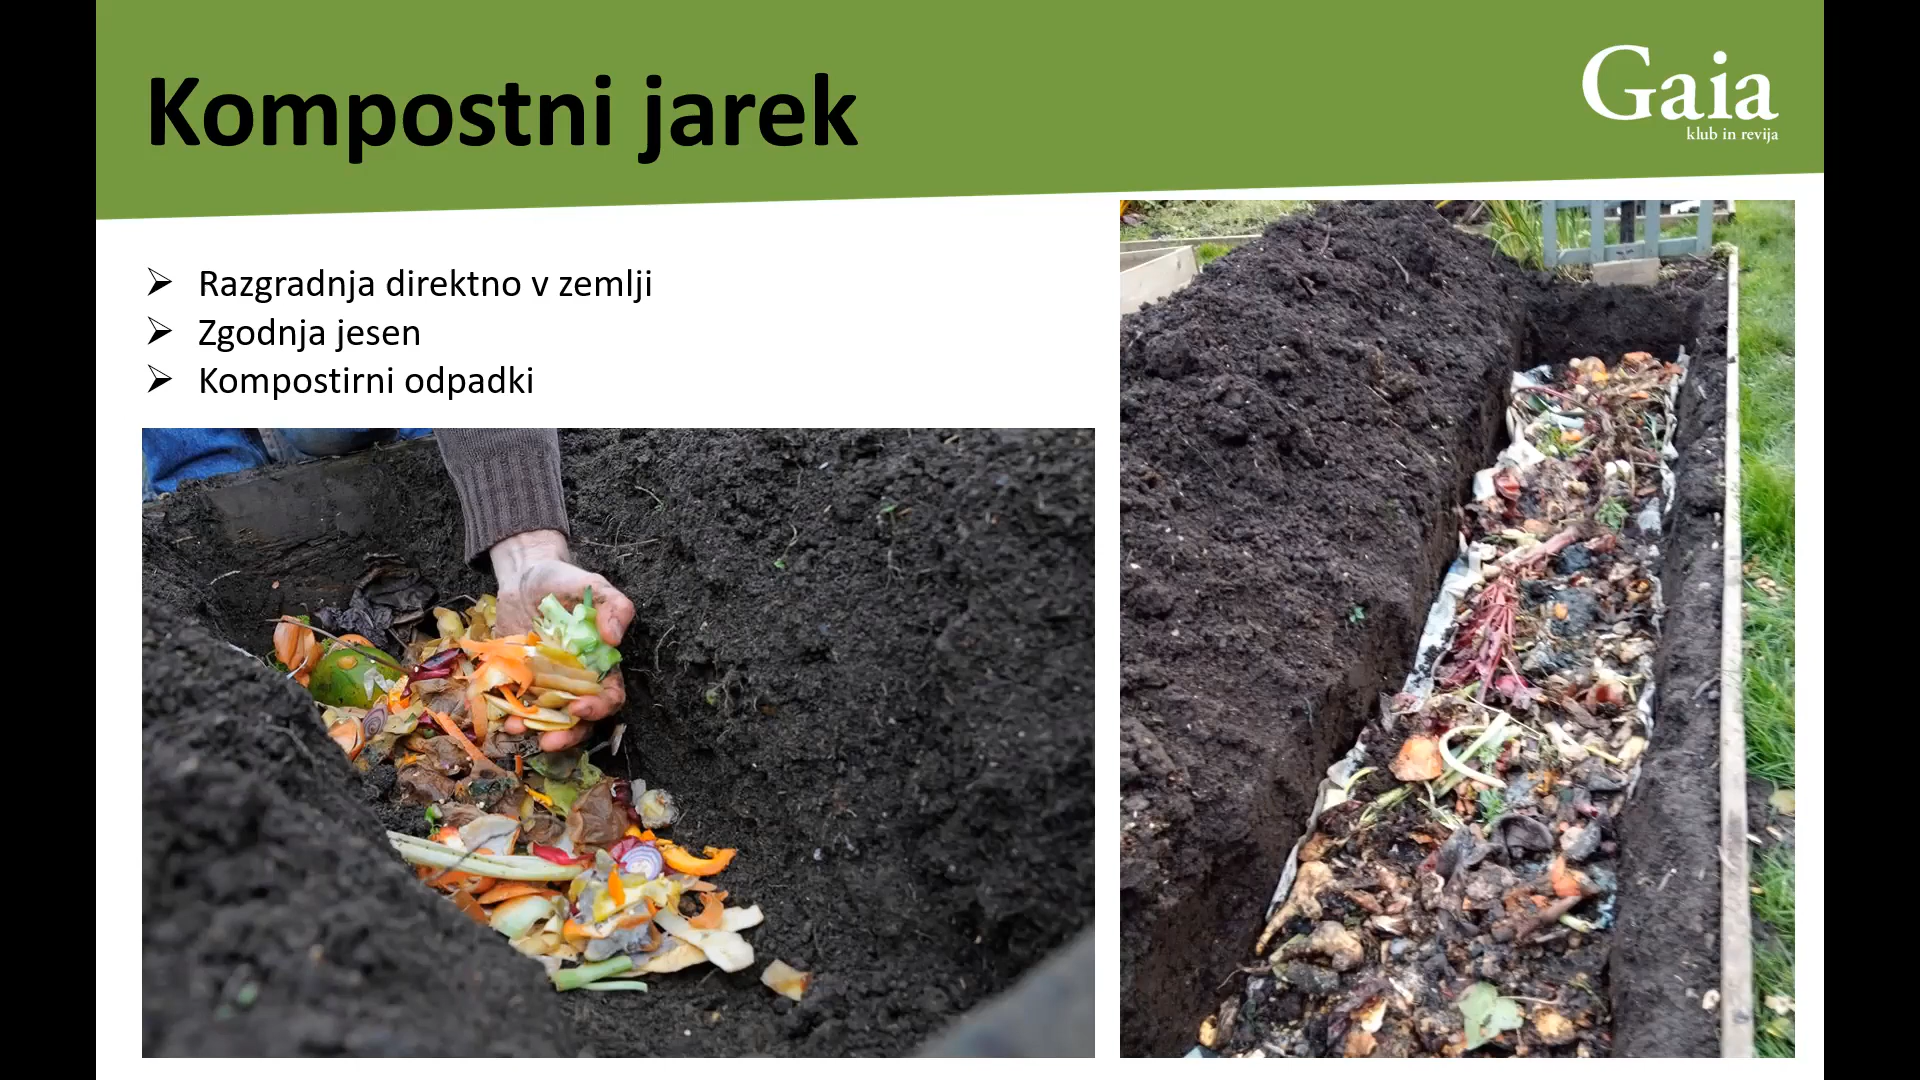 Kompostni jarek
Gaia
klub in revija
Razgradnja direktno v zemlji
Zgodnja jesen
Kompostirni odpadki